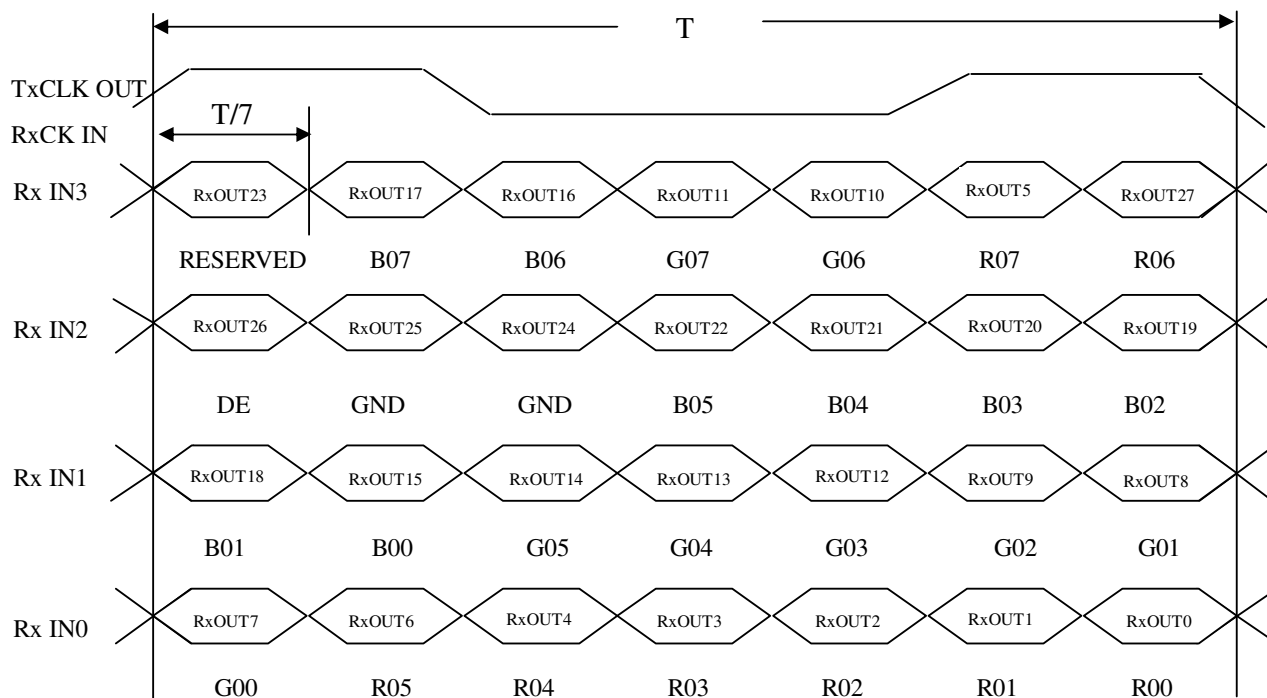 T
TxCLK OUT
T/7
RxCK IN
Rx IN3 RxOUT23 RxOUT17 RxOUT16 RxOUT11 RxOUT10 RxOUT5 RxOUT27
RESERVED B07 B06 G07 G06 R07 R06
Rx IN2 RxOUT26 RxOUT25 RxOUT24 RxOUT22 RxOUT21 RxOUT20 RxOUT19
DE GND GND B05 B04 B03 B02
Rx IN1 RxOUT18 RxOUT15 RxOUT14 RxOUT13 RxOUT12 RxOUT9 RxOUT8
B01 B00 G05 G04 G03 G02 G01
Rx IN0 RxOUT7 RxOUT6 RxOUT4 RxOUT3 RxOUT2 RxOUT1 RxOUT0
G00 R05 R04 R03 R02 R01 R00